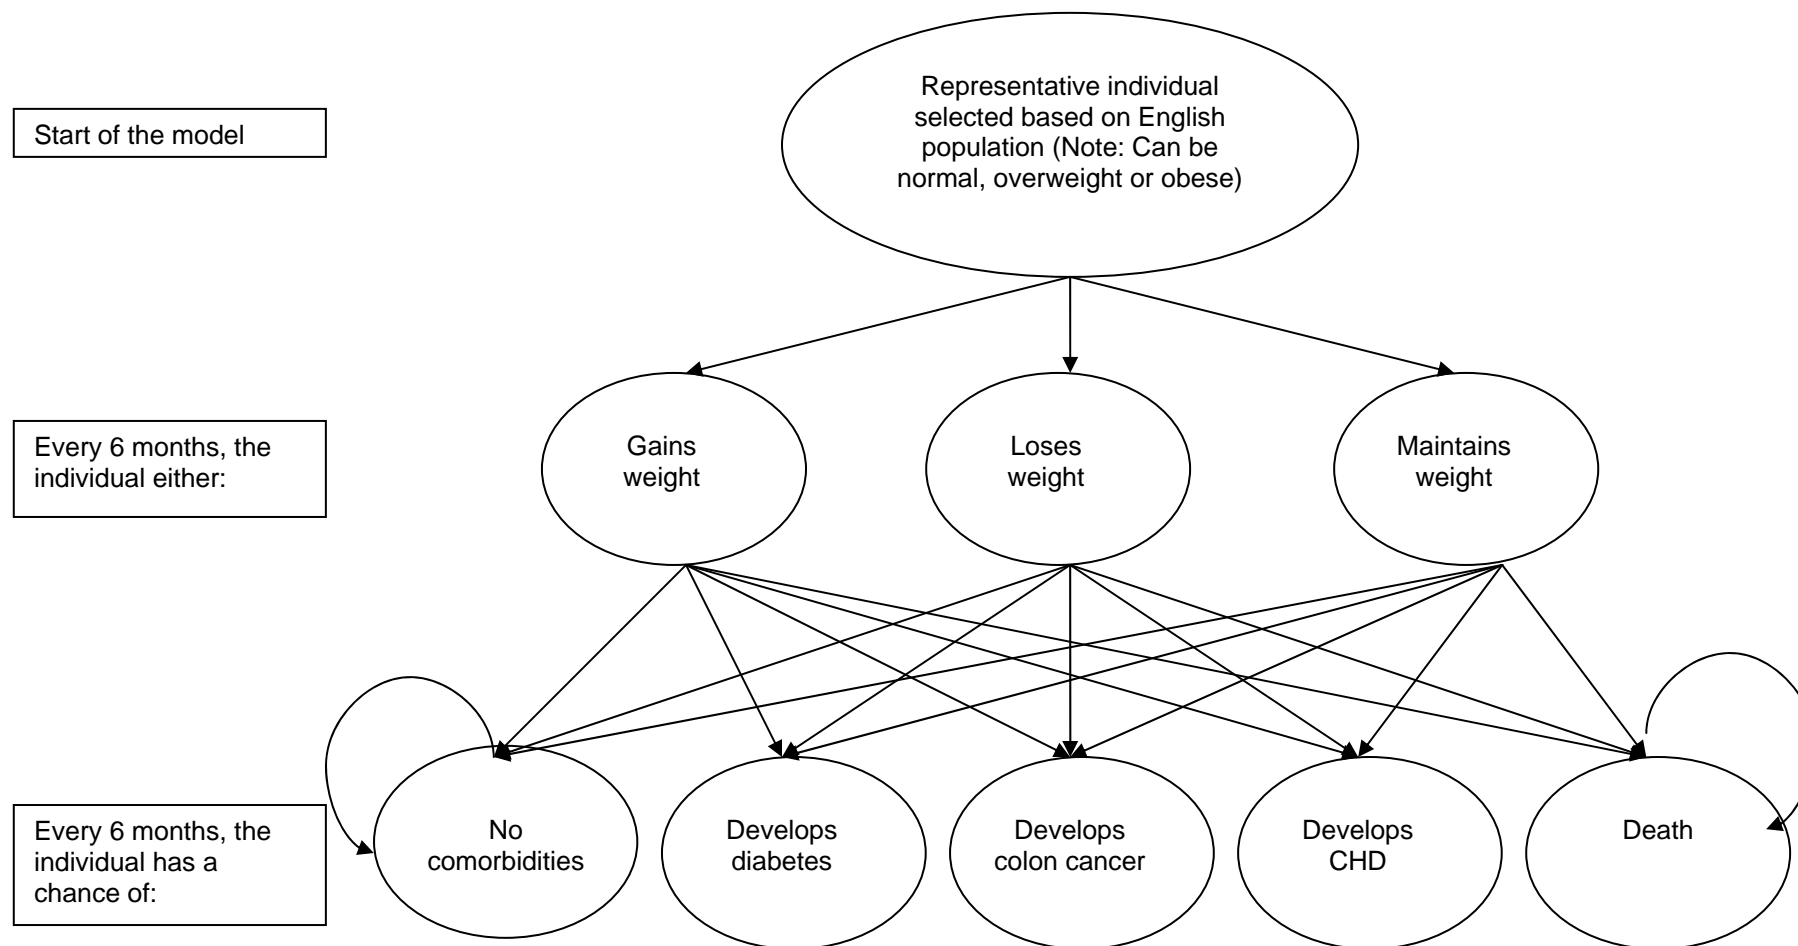 Start of the model
Representative individual
selected based on English
population (Note: Can be
normal, overweight or obese)
Every 6 months, the
individual either:
Gains
weight
Loses
weight
Maintains
weight
Every 6 months, the
individual has a
chance of:
No
comorbidities
Develops
diabetes
Develops
colon cancer
Develops
CHD
Death